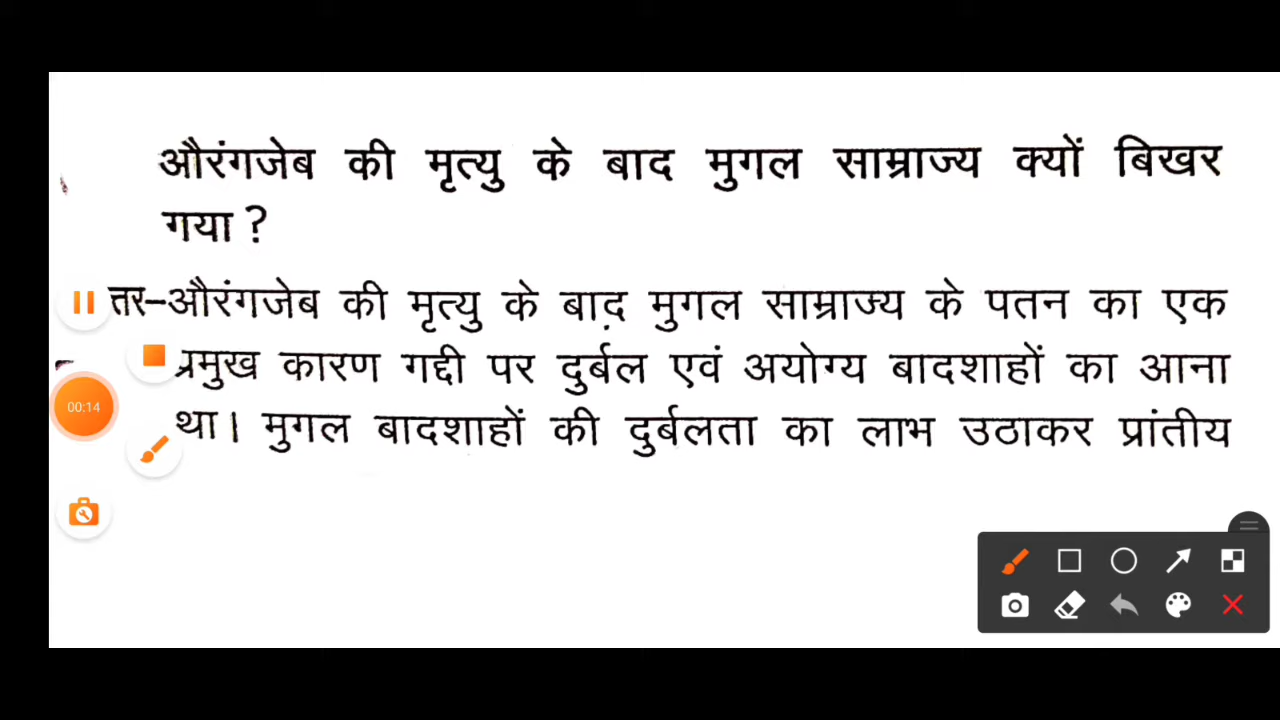 औरंगजेब की मृत्यु के बाद मुगल साम्राज्य क्यों बिखर
गया ?
त्तर–औरंगजेब की मृत्यु के बाद मुगल साम्राज्य के पतन का एक
प्रमुख कारण गद्दी पर दुर्बल एवं अयोग्य बादशाहों का आना
था। मुगल बादशाहों की दुर्बलता का लाभ उठाकर प्रांतीय
00:14